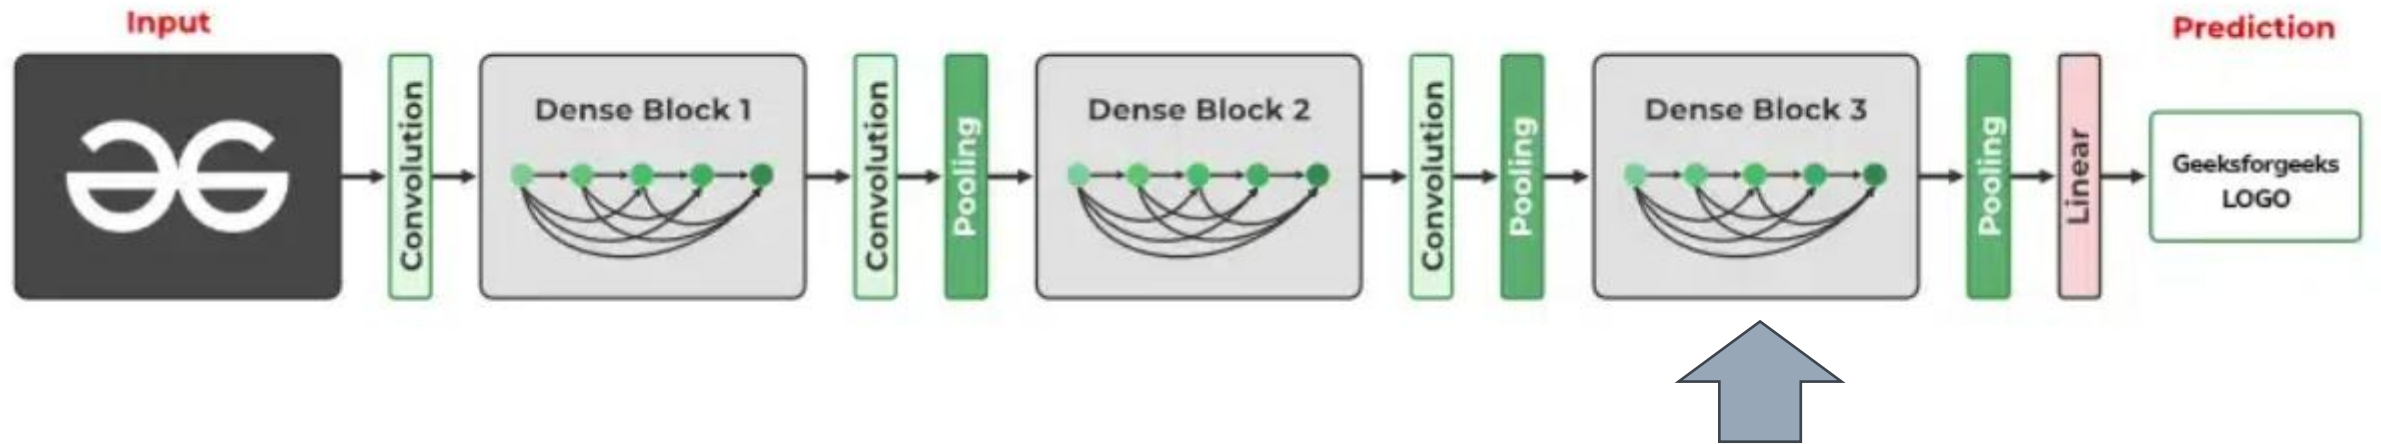 Input
Convolution
Dense Block 1
Convolution
Pooling
Dense Block 2
Convolution
Pooling
Dense Block 3
Pooling
Linear
Prediction
Geeksforgeeks
LOGO